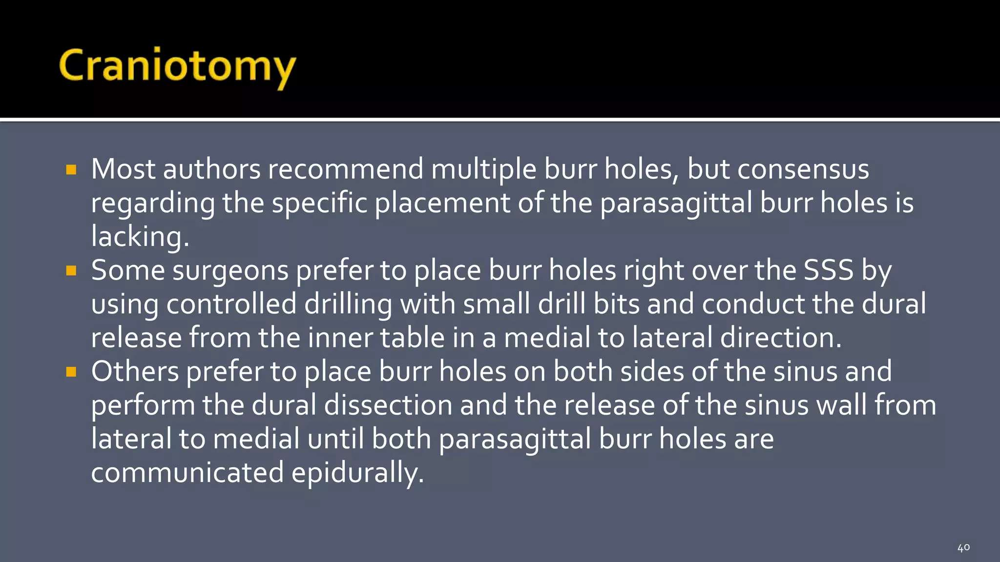 Craniotomy
Most authors recommend multiple burr holes, but consensus
regarding the specific placement of the parasagittal burr holes is
lacking.
Some surgeons prefer to place burr holes right over the SSS by
using controlled drilling with small drill bits and conduct the dural
release from the inner table in a medial to lateral direction.
Others prefer to place burr holes on both sides of the sinus and
perform the dural dissection and the release of the sinus wall from
lateral to medial until both parasagittal burr holes are
communicated epidurally.
40